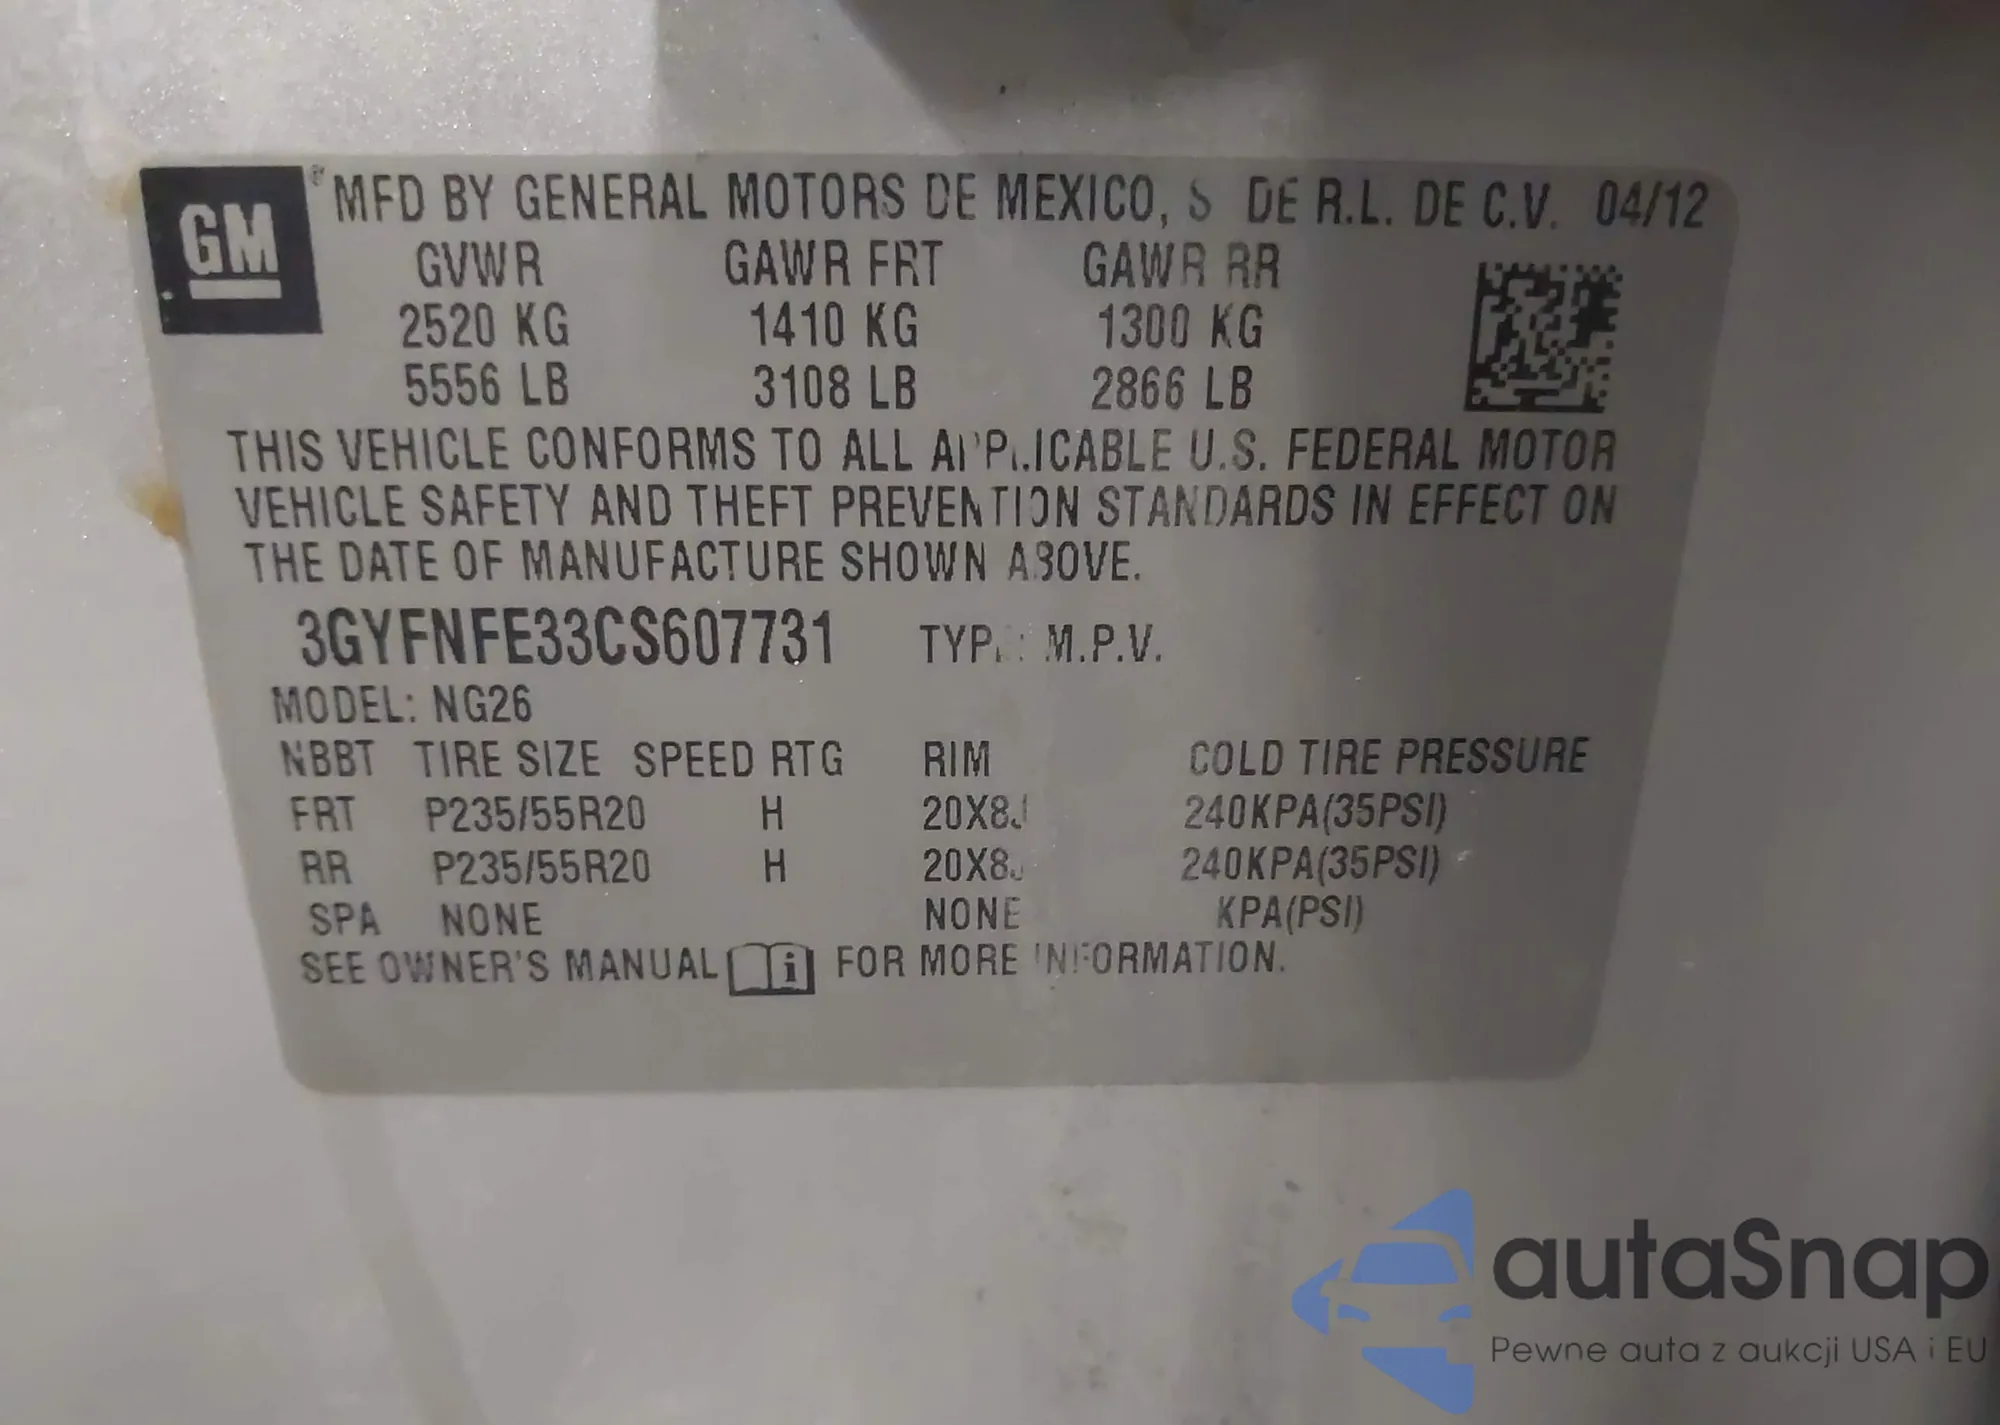 GM ® MFD BY GENERAL MOTORS DE MEXICO, S DE R.L. DE C.V. 04/12
GVWR GAWR FRT GAWR RR
2520 KG 1410 KG 1300 KG
5556 LB 3108 LB 2866 LB
THIS VEHICLE CONFORMS TO ALL APPLICABLE U.S. FEDERAL MOTOR
VEHICLE SAFETY AND THEFT PREVENTION STANDARDS IN EFFECT ON
THE DATE OF MANUFACTURE SHOWN ABOVE.
3GYFNFE33CS607731 TYPE: M.P.V.
MODEL: NG26
NBBT TIRE SIZE SPEED RTG RIM COLD TIRE PRESSURE
FRT P235/55R20 H 20X8J 240KPA(35PSI)
RR P235/55R20 H 20X8J 240KPA(35PSI)
SPA NONE NONE KPA(PSI)
SEE OWNER'S MANUAL i FOR MORE INFORMATION.
autaSnap
Pewne auta z aukcji USA i EU